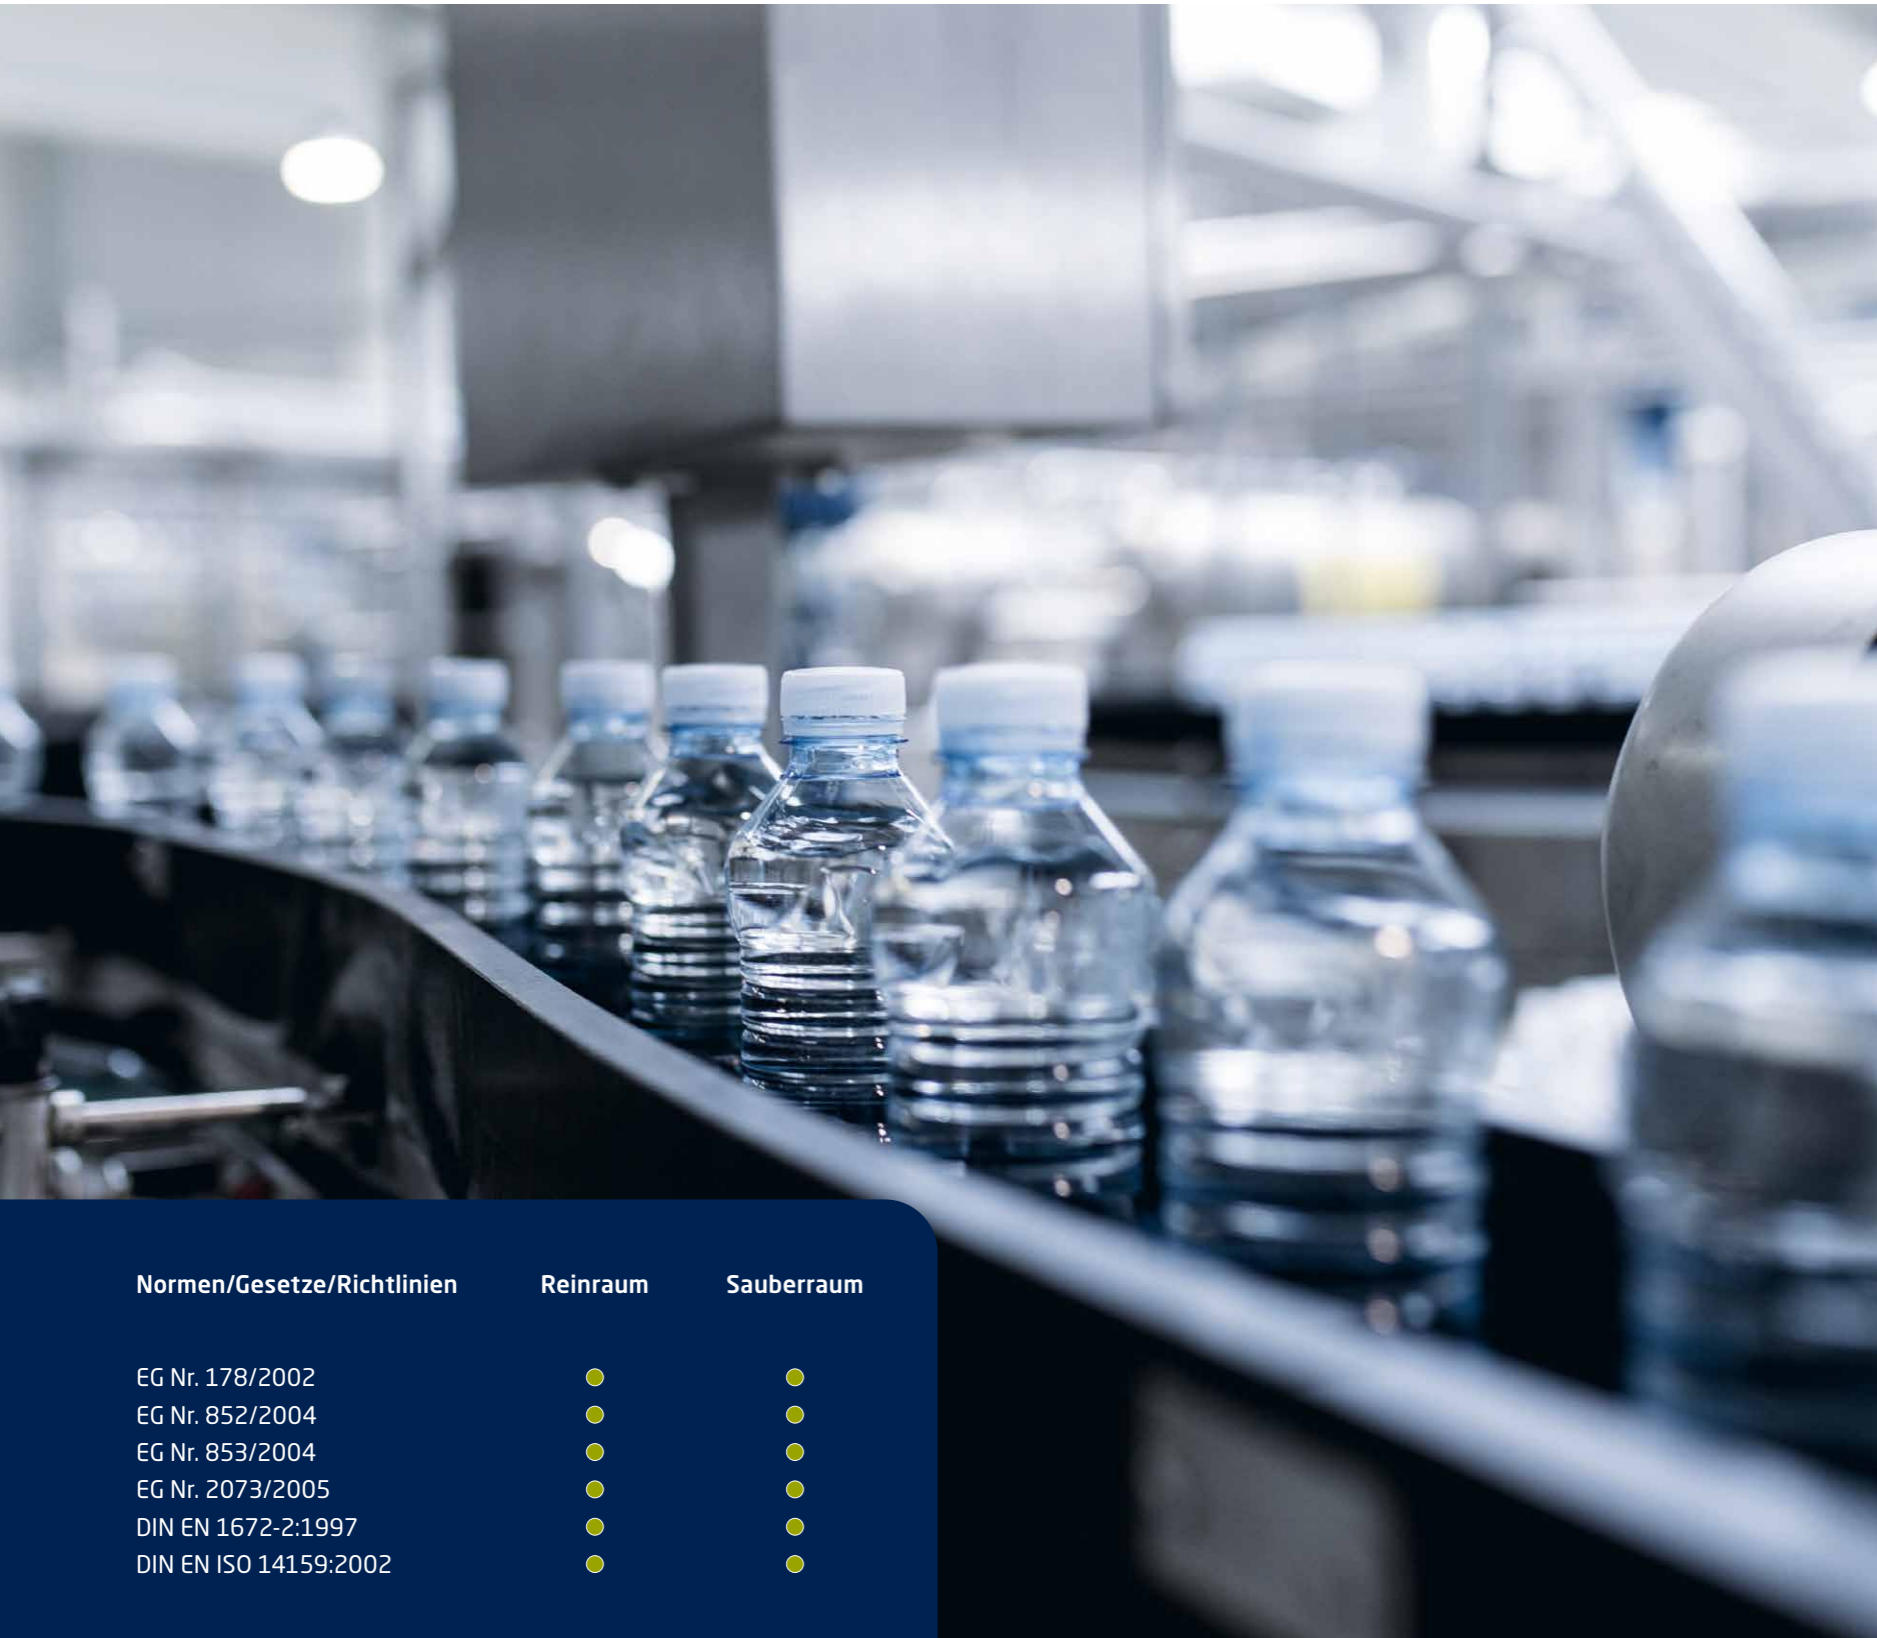 Normen/Gesetze/Richtlinien Reinraum Sauberraum
EG Nr. 178/2002
EG Nr. 852/2004
EG Nr. 853/2004
EG Nr. 2073/2005
DIN EN 1672-2:1997
DIN EN ISO 14159:2002